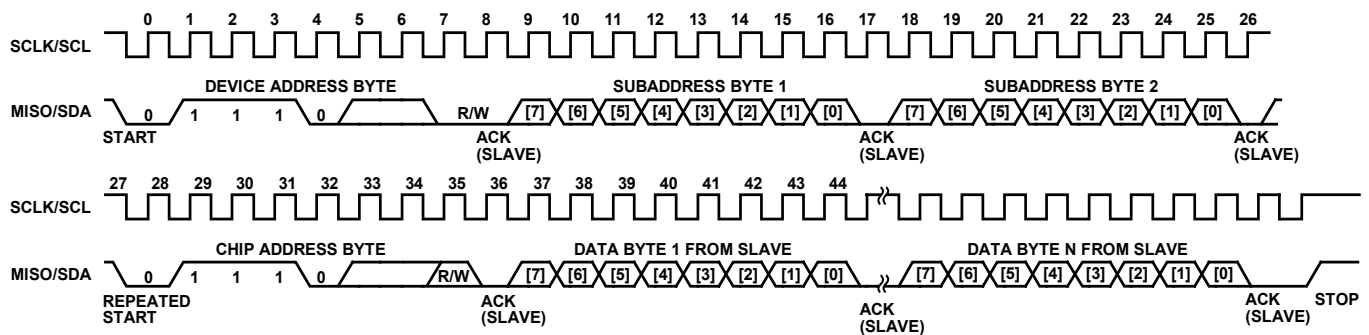 0 1 2 3 4 5 6 7 8 9 10 11 12 13 14 15 16 17 18 19 20 21 22 23 24 25 26
SCLK/SCL
DEVICE ADDRESS BYTE SUBADDRESS BYTE 1 SUBADDRESS BYTE 2
MISO/SDA 0 1 1 1 0 R/W [7] [6] [5] [4] [3] [2] [1] [0] [7] [6] [5] [4] [3] [2] [1] [0]
START ACK (SLAVE) ACK (SLAVE) ACK (SLAVE)
27 28 29 30 31 32 33 34 35 36 37 38 39 40 41 42 43 44
SCLK/SCL
CHIP ADDRESS BYTE DATA BYTE 1 FROM SLAVE DATA BYTE N FROM SLAVE
MISO/SDA 0 1 1 1 0 R/W [7] [6] [5] [4] [3] [2] [1] [0] [7] [6] [5] [4] [3] [2] [1] [0]
REPEATED START ACK (SLAVE) ACK (SLAVE) ACK (SLAVE) STOP